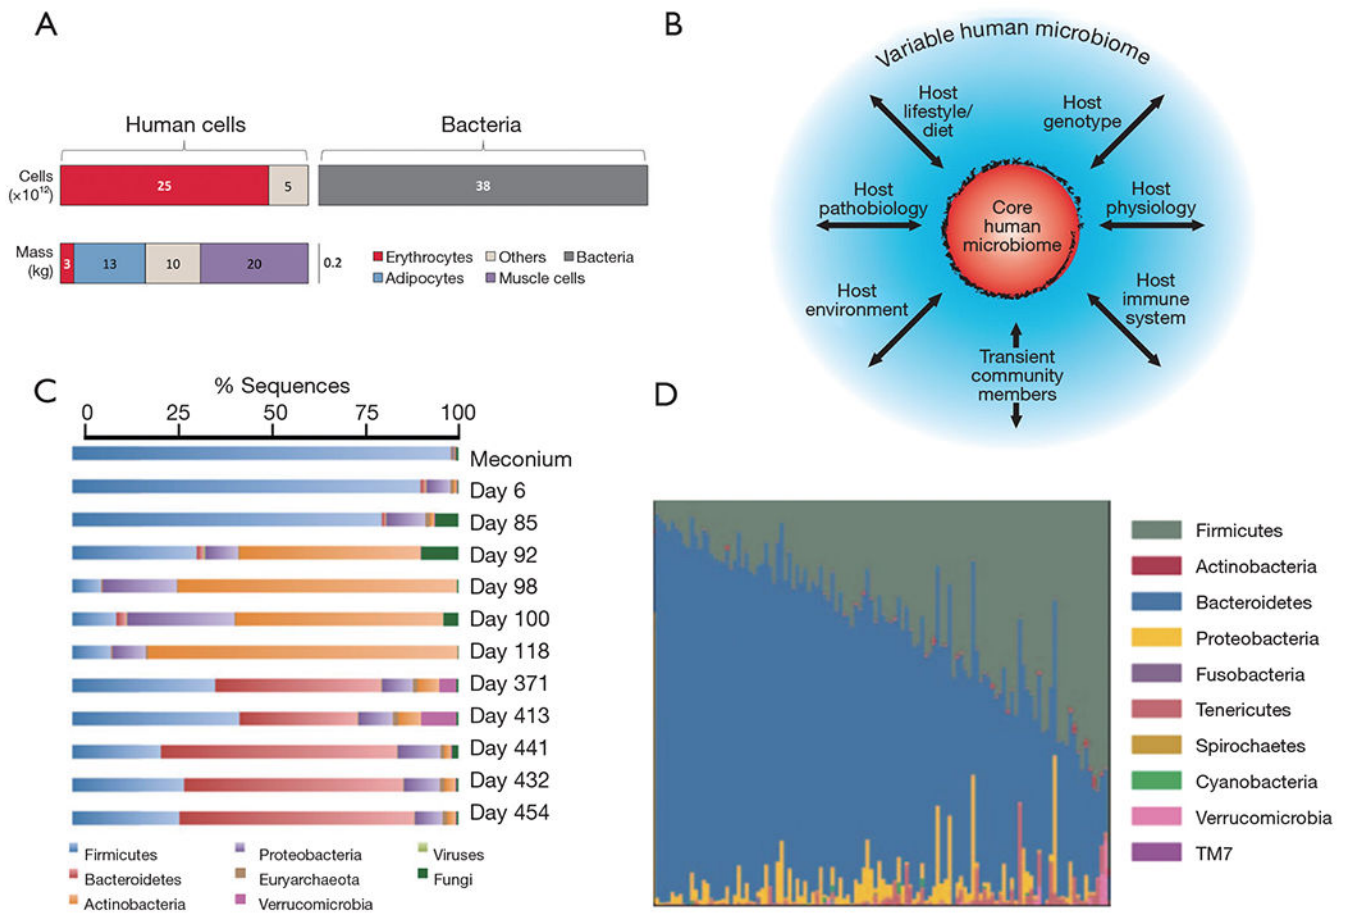 A
Human cells
Bacteria
Cells
(×10¹²)
25
5
38
Mass
(kg)
3
13
10
20
0.2
Erythrocytes
Others
Bacteria
Adipocytes
Muscle cells
B
Variable human microbiome
Host
lifestyle/
diet
Host
genotype
Host
pathobiology
Core
human
microbiome
Host
physiology
Host
environment
Host
immune
system
Transient
community
members
C
% Sequences
0
25
50
75
100
Meconium
Day 6
Day 85
Day 92
Day 98
Day 100
Day 118
Day 371
Day 413
Day 441
Day 432
Day 454
Firmicutes
Proteobacteria
Viruses
Bacteroidetes
Euryarchaeota
Fungi
Actinobacteria
Verrucomicrobia
D
Firmicutes
Actinobacteria
Bacteroidetes
Proteobacteria
Fusobacteria
Tenericutes
Spirochaetes
Cyanobacteria
Verrucomicrobia
TM7